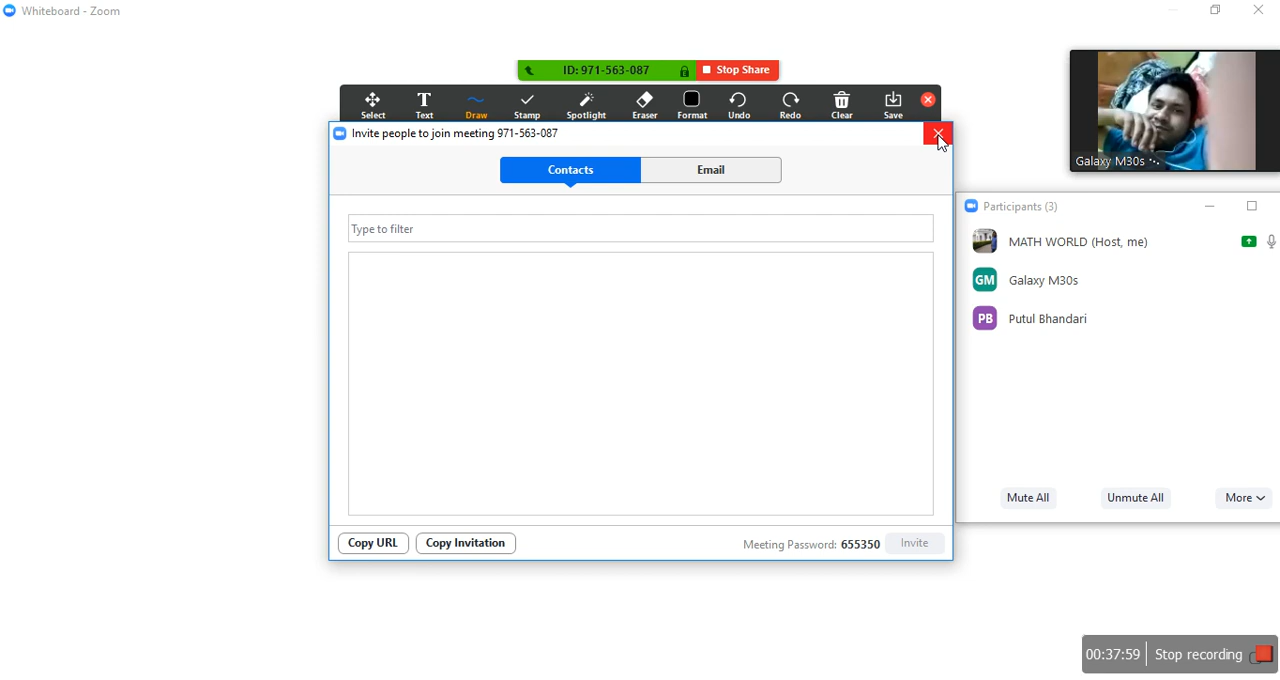 Whiteboard - Zoom
ID: 971-563-087 Stop Share
Select Text Draw Stamp Spotlight Eraser Format Undo Redo Clear Save
Invite people to join meeting 971-563-087
Contacts Email
Type to filter
Copy URL Copy Invitation Meeting Password: 655350 Invite
Galaxy M30s
Participants (3)
MATH WORLD (Host, me)
GM Galaxy M30s
PB Putul Bhandari
Mute All Unmute All More
00:37:59 Stop recording